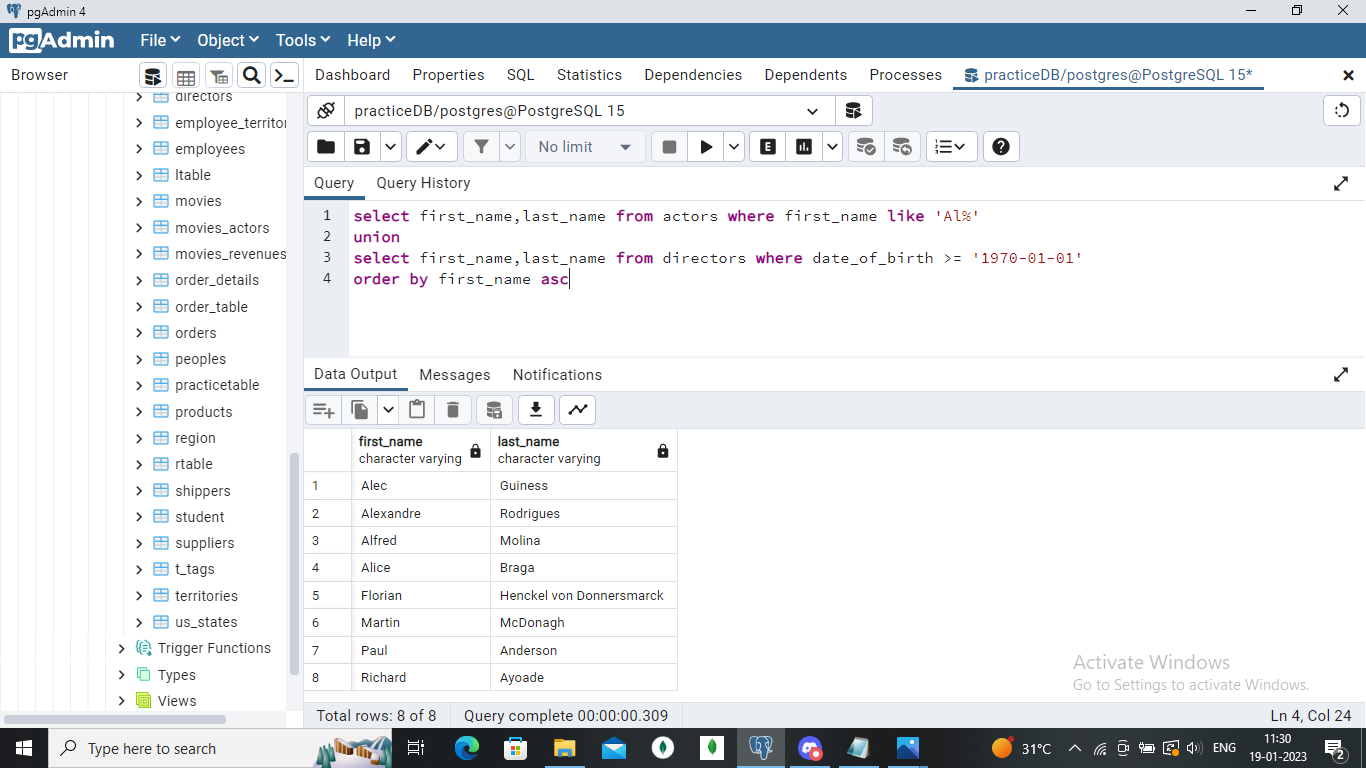 pgAdmin 4
pgAdmin File Object Tools Help
Browser
Dashboard Properties SQL Statistics Dependencies Dependents Processes practiceDB/postgres@PostgreSQL 15*
directors
employee_territo
employees
ltable
movies
movies_actors
movies_revenues
order_details
order_table
orders
peoples
practicetable
products
region
rtable
shippers
student
suppliers
t_tags
territories
us_states
Trigger Functions
Types
Views
practiceDB/postgres@PostgreSQL 15
No limit
E
Query Query History
1 select first_name,last_name from actors where first_name like 'Al%'
2 union
3 select first_name,last_name from directors where date_of_birth >= '1970-01-01'
4 order by first_name asc
Data Output Messages Notifications
first_name last_name
character varying character varying
1 Alec Guiness
2 Alexandre Rodrigues
3 Alfred Molina
4 Alice Braga
5 Florian Henckel von Donnersmarck
6 Martin McDonagh
7 Paul Anderson
8 Richard Ayoade
Activate Windows
Go to Settings to activate Windows.
Total rows: 8 of 8 Query complete 00:00:00.309 Ln 4, Col 24
Type here to search
31°C ENG
11:30
19-01-2023
2